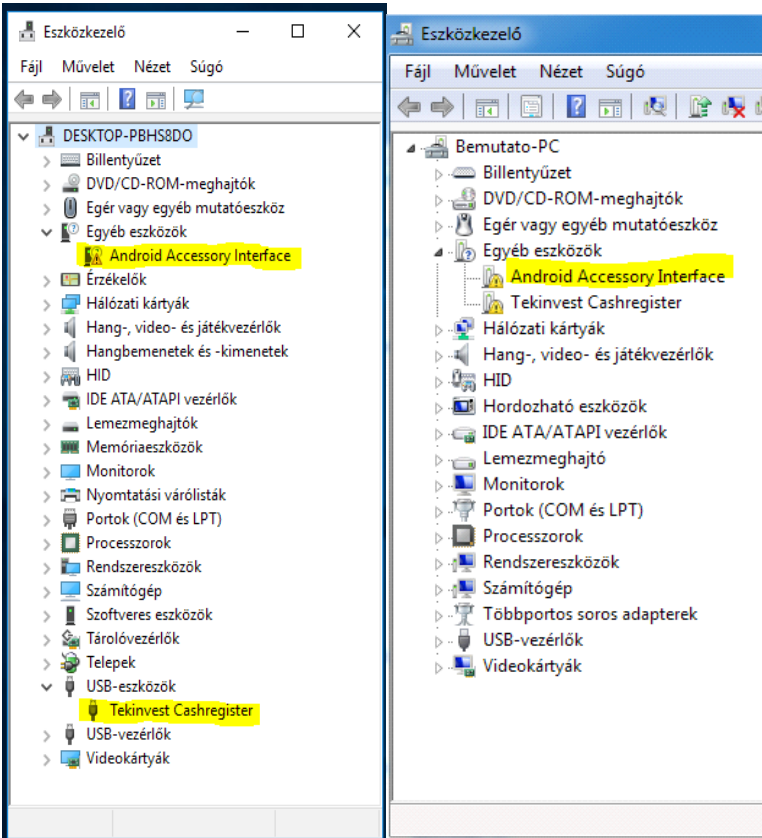 Eszközkezelő
Fájl Művelet Nézet Súgó
DESKTOP-PBHS8DO
Billentyűzet
DVD/CD-ROM-meghajtók
Egér vagy egyéb mutatóeszköz
Egyéb eszközök
Android Accessory Interface
Érzékelők
Hálózati kártyák
Hang-, video- és játékvezérlők
Hangbemenetek és -kimenetek
HID
IDE ATA/ATAPI vezérlők
Lemezmeghajtók
Memóriaeszközök
Monitorok
Nyomtatási várólisták
Portok (COM és LPT)
Processzorok
Rendszereszközök
Számítógép
Szoftveres eszközök
Tárolóvezérlők
Telepek
USB-eszközök
Tekinvest Cashregister
USB-vezérlők
Videokártyák
Eszközkezelő
Fájl Művelet Nézet Súgó
Bemutato-PC
Billentyűzet
DVD/CD-ROM-meghajtók
Egér vagy egyéb mutatóeszköz
Egyéb eszközök
Android Accessory Interface
Tekinvest Cashregister
Hálózati kártyák
Hang-, video- és játékvezérlők
HID
Hordozható eszközök
IDE ATA/ATAPI vezérlők
Lemezmeghajtó
Monitorok
Portok (COM és LPT)
Processzorok
Rendszereszközök
Számítógép
Többportos soros adapterek
USB-vezérlők
Videokártyák